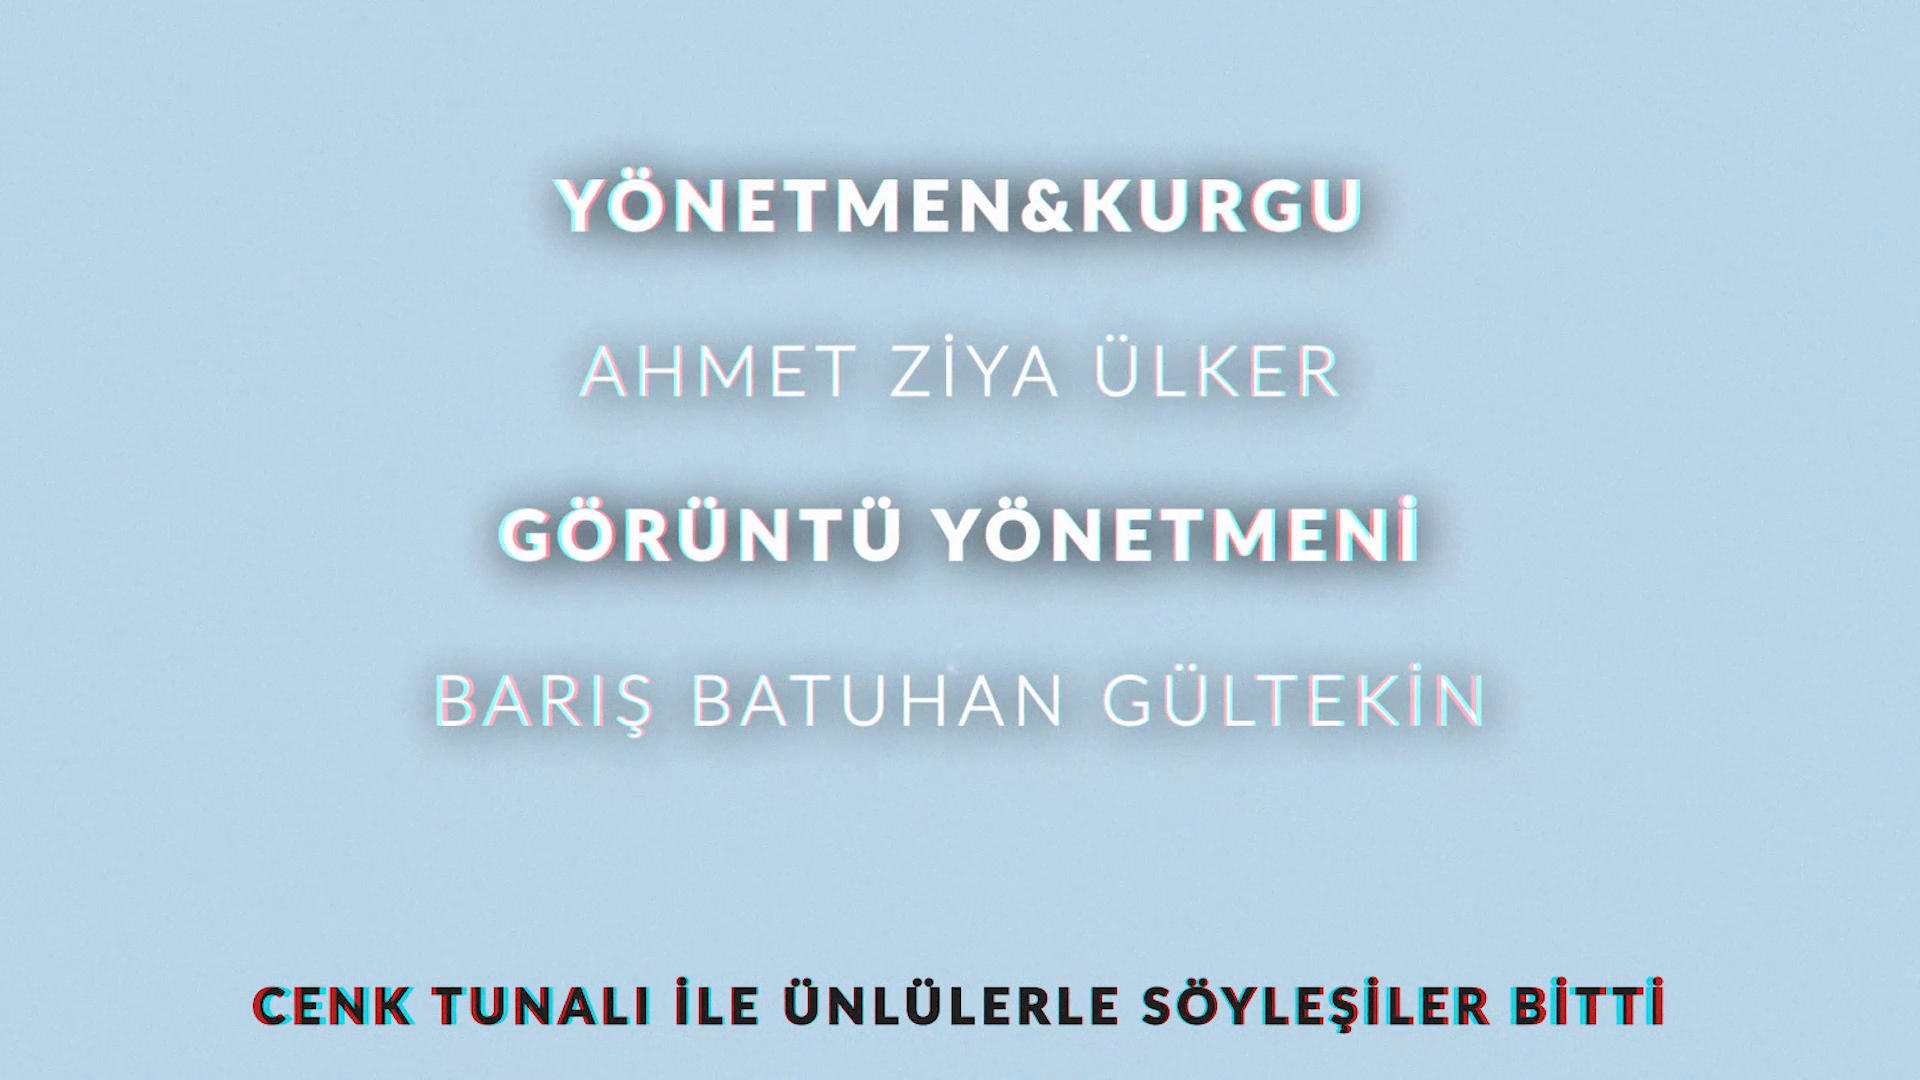 YÖNETMEN&KURGU
AHMET ZİYA ÜLKER
GÖRÜNTÜ YÖNETMENİ
BARIŞ BATUHAN GÜLTEKİN
CENK TUNALI İLE ÜNLÜLERLE SÖYLEŞİLER BİTTİ